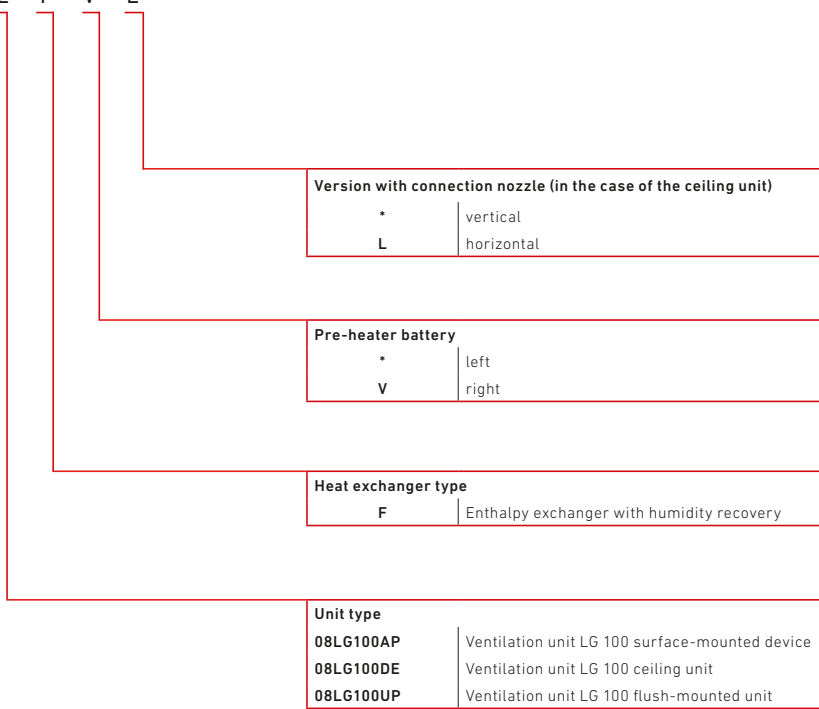 Version with connection nozzle (in the case of the ceiling unit)
* vertical
L horizontal
Pre-heater battery
* left
V right
Heat exchanger type
F Enthalpy exchanger with humidity recovery
Unit type
08LG100AP Ventilation unit LG 100 surface-mounted device
08LG100DE Ventilation unit LG 100 ceiling unit
08LG100UP Ventilation unit LG 100 flush-mounted unit